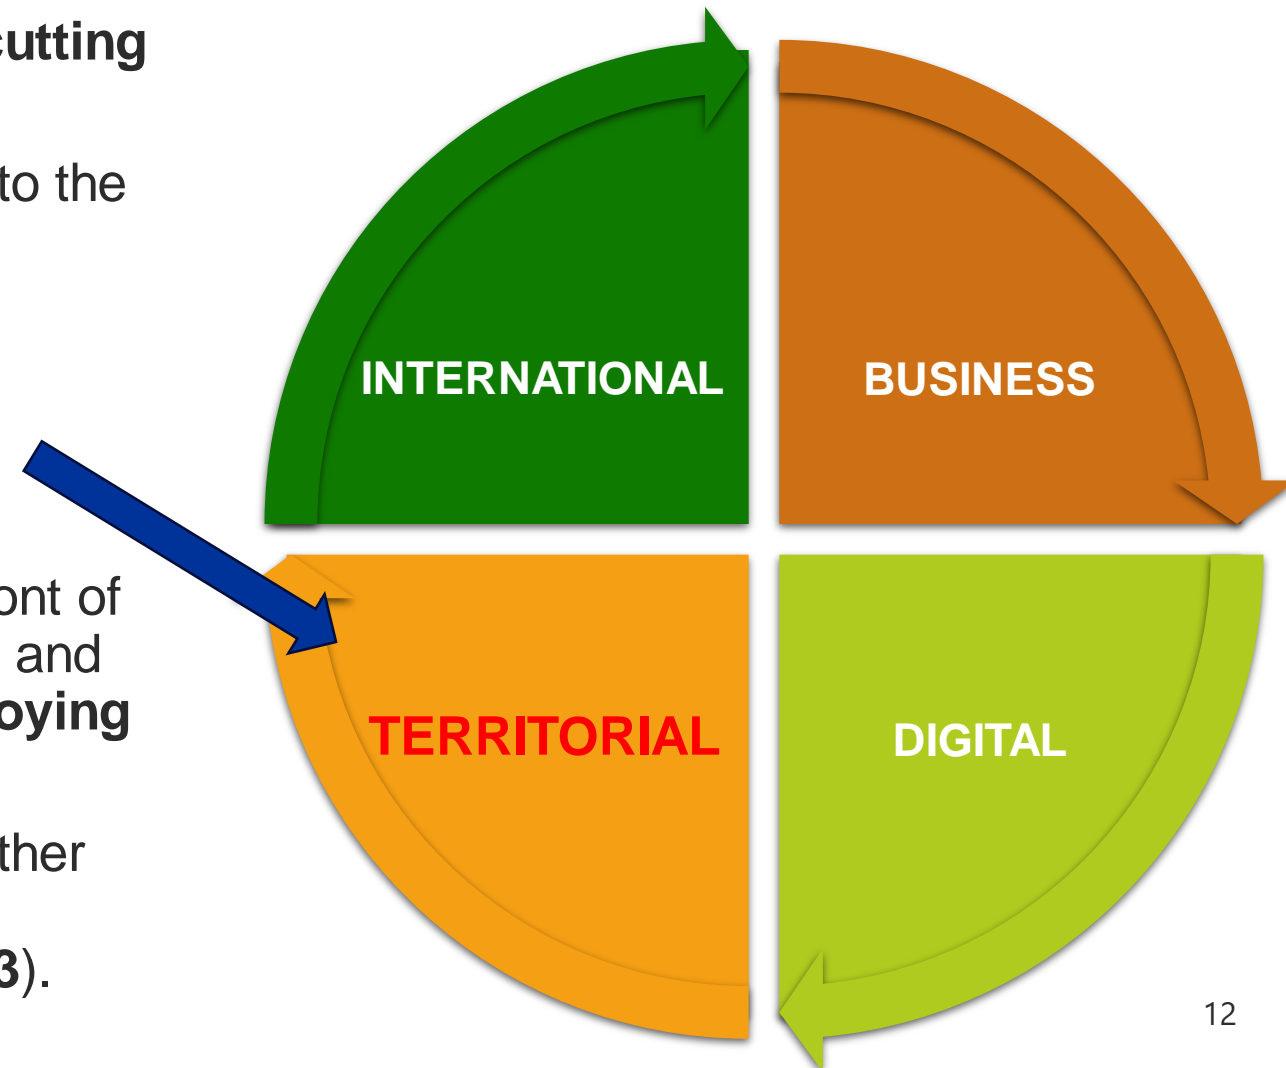 cutting
to the
ont of
and
oying
ther
3).
INTERNATIONAL
BUSINESS
TERRITORIAL
DIGITAL
12